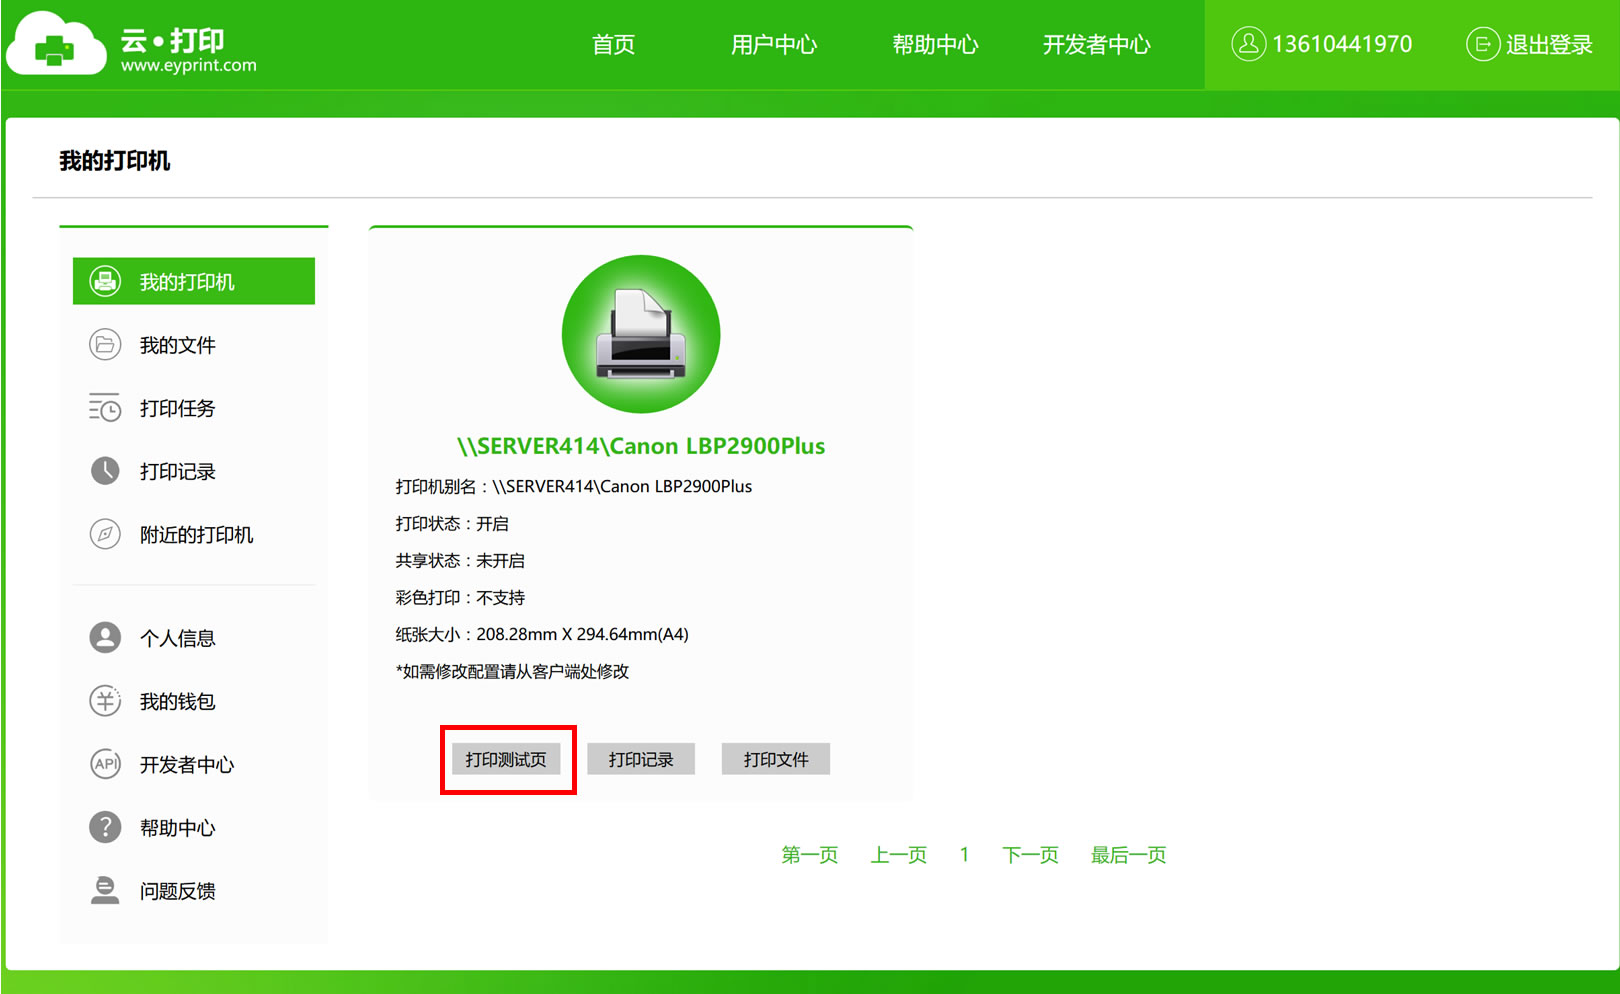 云•打印
www.eyprint.com
首页 用户中心 帮助中心 开发者中心 13610441970 退出登录
我的打印机
我的打印机
我的文件
打印任务
打印记录
附近的打印机
个人信息
我的钱包
API 开发者中心
? 帮助中心
问题反馈
\\SERVER414\Canon LBP2900Plus
打印机别名：\\SERVER414\Canon LBP2900Plus
打印状态：开启
共享状态：未开启
彩色打印：不支持
纸张大小：208.28mm X 294.64mm(A4)
*如需修改配置请从客户端处修改
打印测试页 打印记录 打印文件
第一页 上一页 1 下一页 最后一页